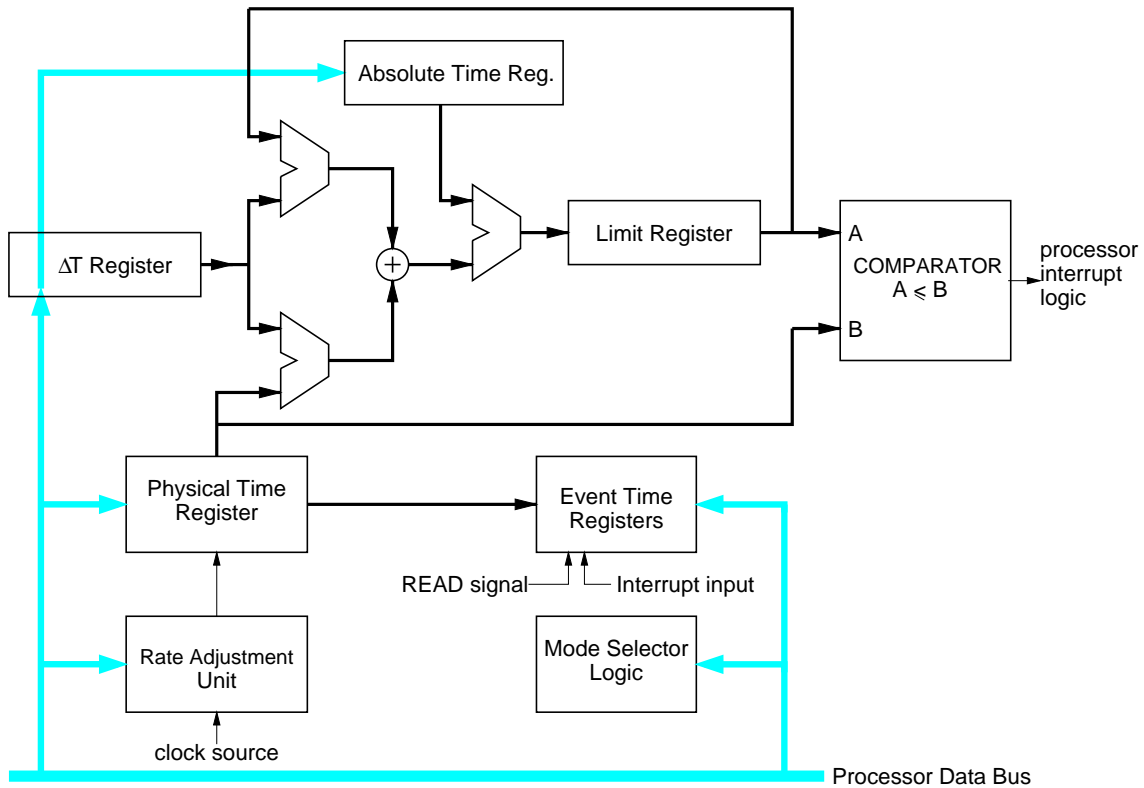 Absolute Time Reg.
ΔT Register
+
Limit Register
A
COMPARATOR
A ⩽ B
B
processor
interrupt
logic
Physical Time
Register
Event Time
Registers
READ signal
Interrupt input
Rate Adjustment
Unit
Mode Selector
Logic
clock source
Processor Data Bus